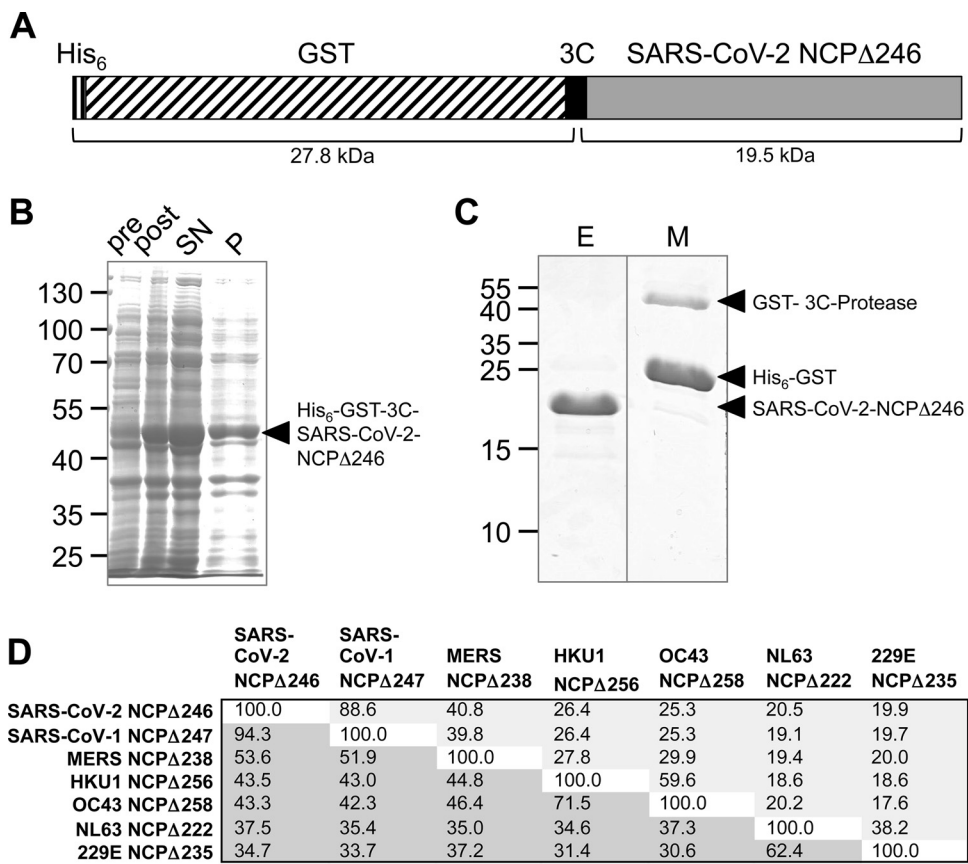 A
His6 GST 3C SARS-CoV-2 NCPΔ246
27.8 kDa 19.5 kDa
B
pre post SN P
130
100
70
55
40
35
25
His6-GST-3C-
SARS-CoV-2-
NCPΔ246
C
E M
55
40
35
25
15
10
GST- 3C-Protease
His6-GST
SARS-CoV-2-NCPΔ246
D
SARS-CoV-2 NCPΔ246 SARS-CoV-1 NCPΔ247 MERS NCPΔ238 HKU1 NCPΔ256 OC43 NCPΔ258 NL63 NCPΔ222 229E NCPΔ235
SARS-CoV-2 NCPΔ246 100.0 88.6 40.8 26.4 25.3 20.5 19.9
SARS-CoV-1 NCPΔ247 94.3 100.0 39.8 26.4 25.3 19.1 19.7
MERS NCPΔ238 53.6 51.9 100.0 27.8 29.9 19.4 20.0
HKU1 NCPΔ256 43.5 43.0 44.8 100.0 59.6 18.6 18.6
OC43 NCPΔ258 43.3 42.3 46.4 71.5 100.0 20.2 17.6
NL63 NCPΔ222 37.5 35.4 35.0 34.6 37.3 100.0 38.2
229E NCPΔ235 34.7 33.7 37.2 31.4 30.6 62.4 100.0